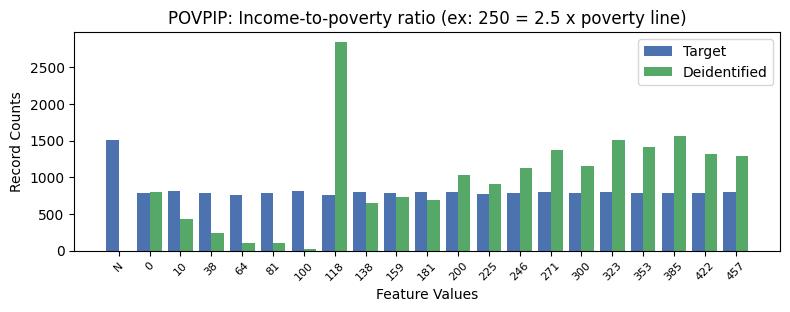 POVPIP: Income-to-poverty ratio (ex: 250 = 2.5 x poverty line)
Target
Deidentified
Record Counts
2500
2000
1500
1000
500
0
N 0 10 38 64 81 100 118 138 159 181 200 225 246 271 300 323 353 385 422 457
Feature Values